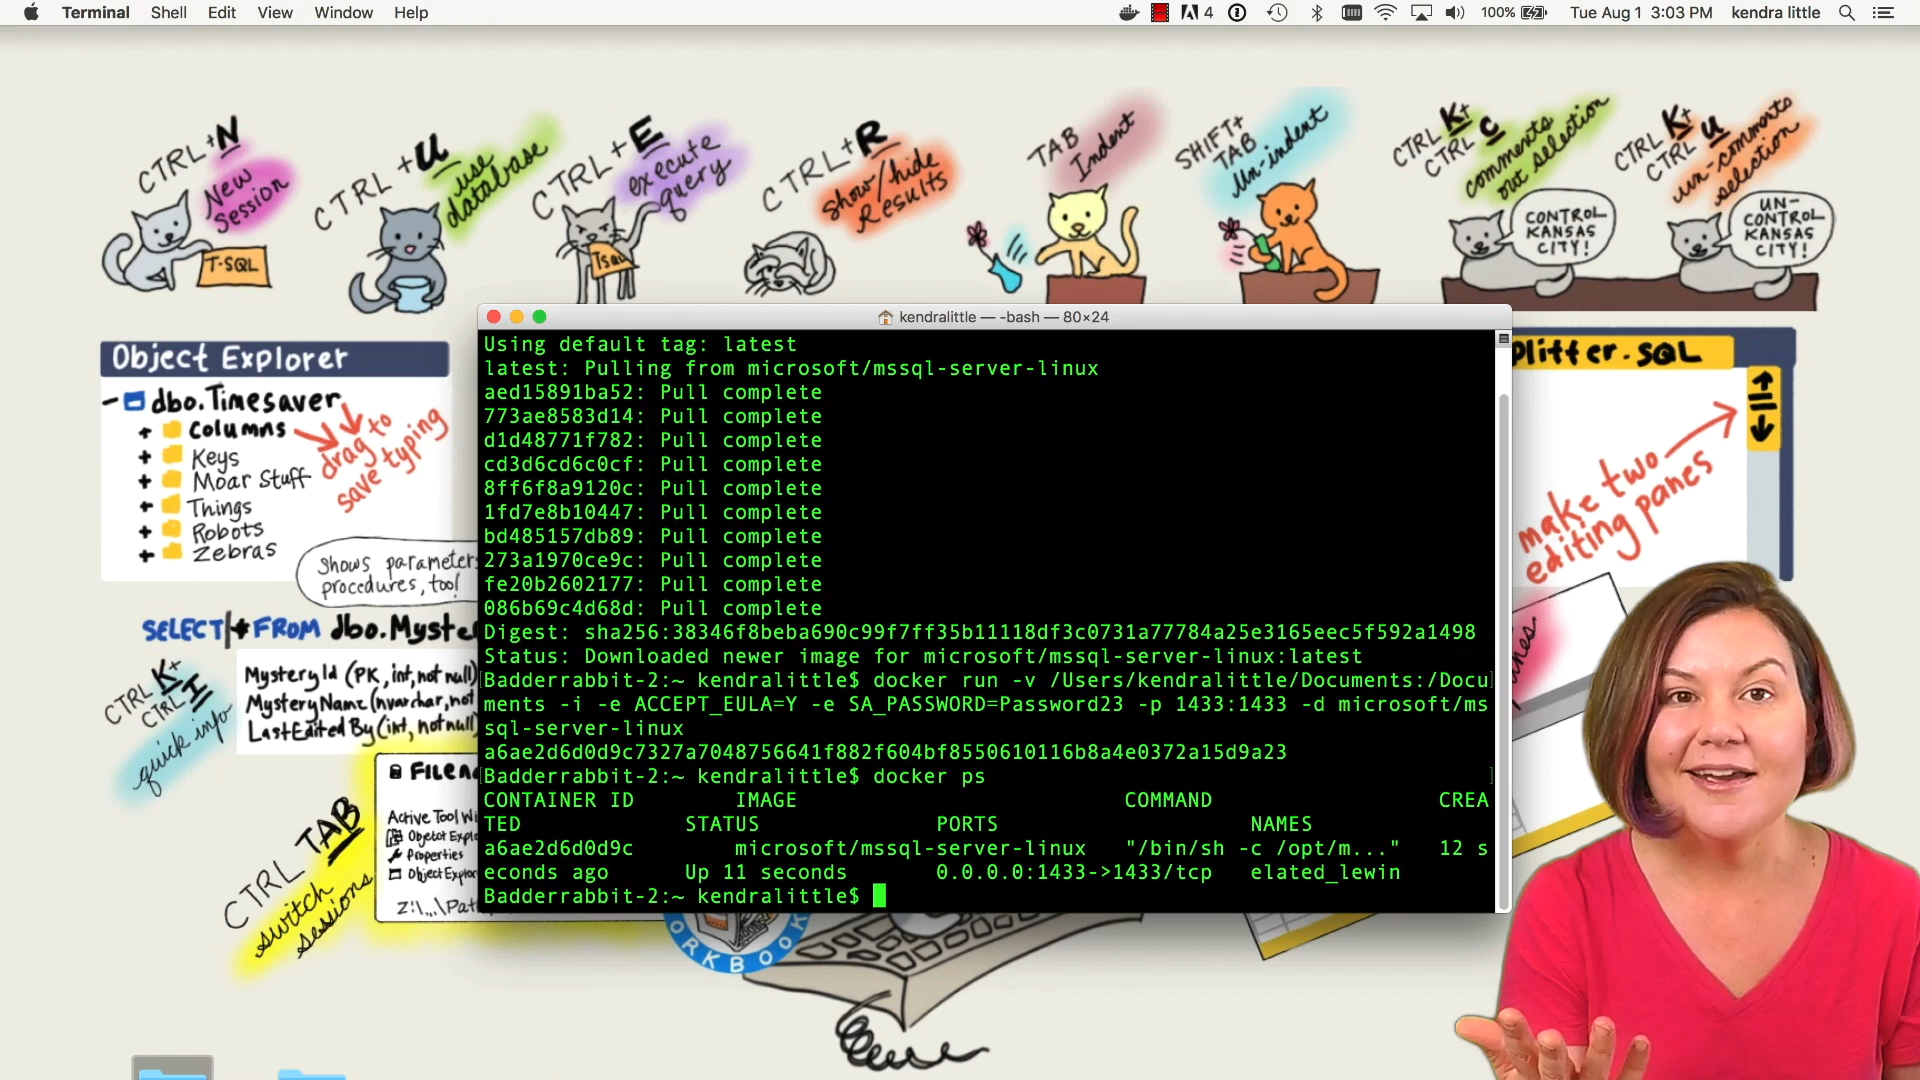 Terminal Shell Edit View Window Help
4 100% Tue Aug 1 3:03 PM kendra little
CTRL+N
New
Session
T-SQL
CTRL+U
use
database
CTRL+E
execute
query
TSQL
CTRL+R
show/hide
Results
TAB
Indent
SHIFT+
TAB
Un-indent
CTRL K+
CTRL C
comments
out selection
CONTROL
KANSAS
CITY!
CTRL K+
CTRL U
un-comments
selection
UN-
CONTROL
KANSAS
CITY!
Object Explorer
dbo.Timesaver
Columns
Keys
Moar Stuff
Things
Robots
Zebras
drag to
save typing
shows parameters
procedures, too!
SELECT * FROM dbo.Myste
CTRL K+
CTRL I
quick info
MysteryId (PK, int, not null)
MysteryName (nvarchar, not
LastEdited By (int, not null)
CTRL TAB
switch
sessions
FILENA
Active Tool Wi
Object Explo
Properties
Object Explor
Z:\...\Path
kendralittle — -bash — 80×24
Using default tag: latest
latest: Pulling from microsoft/mssql-server-linux
aed15891ba52: Pull complete
773ae8583d14: Pull complete
d1d48771f782: Pull complete
cd3d6cd6c0cf: Pull complete
8ff6f8a9120c: Pull complete
1fd7e8b10447: Pull complete
bd485157db89: Pull complete
273a1970ce9c: Pull complete
fe20b2602177: Pull complete
086b69c4d68d: Pull complete
Digest: sha256:38346f8beba690c99f7ff35b11118df3c0731a77784a25e3165eec5f592a1498
Status: Downloaded newer image for microsoft/mssql-server-linux:latest
[Badderrabbit-2:~ kendralittle$ docker run -v /Users/kendralittle/Documents:/Docu]
ments -i -e ACCEPT_EULA=Y -e SA_PASSWORD=Password23 -p 1433:1433 -d microsoft/ms
sql-server-linux
a6ae2d6d0d9c7327a7048756641f882f604bf8550610116b8a4e0372a15d9a23
[Badderrabbit-2:~ kendralittle$ docker ps ]
CONTAINER ID IMAGE COMMAND CREA
TED STATUS PORTS NAMES
a6ae2d6d0d9c microsoft/mssql-server-linux "/bin/sh -c /opt/m..." 12 s
econds ago Up 11 seconds 0.0.0.0:1433->1433/tcp elated_lewin
Badderrabbit-2:~ kendralittle$
plitter.SQL
make two
editing panes
ORKBOOK